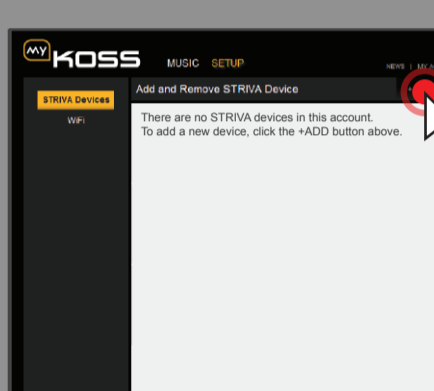 MY KOSS
MUSIC SETUP
NEWS | MY A
STRIVA Devices
WiFi
Add and Remove STRIVA Device
There are no STRIVA devices in this account.
To add a new device, click the +ADD button above.